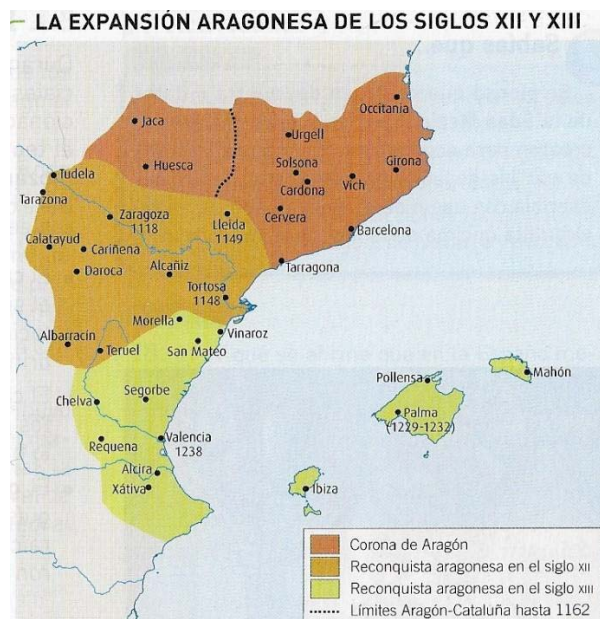 LA EXPANSIÓN ARAGONESA DE LOS SIGLOS XII Y XIII
Occitania
Jaca
Urgell
Huesca
Solsona
Girona
Tudela
Cardona
Vich
Tarazona
Zaragoza
1118
Lleida
1149
Cervera
Barcelona
Calatayud
Cariñena
Daroca
Alcañiz
Tarragona
Tortosa
1148
Morella
Vinaroz
Albarracín
Teruel
San Mateo
Pollensa
Mahón
Segorbe
Chelva
Palma
(1229-1232)
Requena
Valencia
1238
Alcira
Xátiva
Ibiza
Corona de Aragón
Reconquista aragonesa en el siglo XII
Reconquista aragonesa en el siglo XIII
Límites Aragón-Cataluña hasta 1162